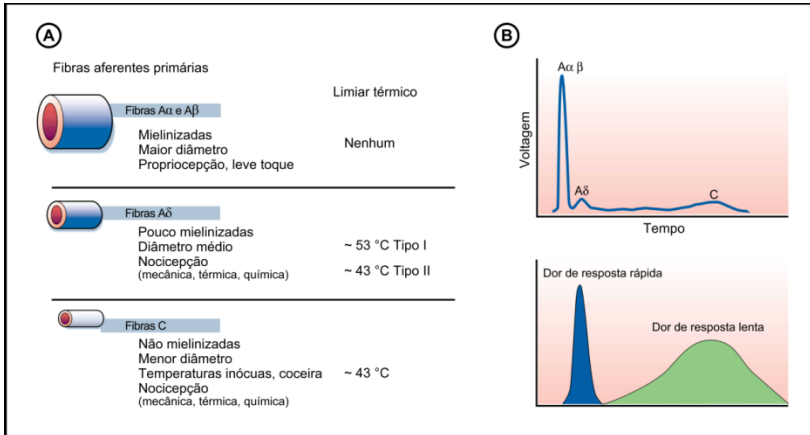 A
Fibras aferentes primárias
Limiar térmico
Fibras Aα e Aβ
Mielinizadas
Maior diâmetro
Propriocepção, leve toque
Nenhum
Fibras Aδ
Pouco mielinizadas
Diâmetro médio
Nocicepção
(mecânica, térmica, química)
~ 53 °C Tipo I
~ 43 °C Tipo II
Fibras C
Não mielinizadas
Menor diâmetro
Temperaturas inócuas, coceira
Nocicepção
(mecânica, térmica, química)
~ 43 °C
B
Aα β
Aδ
C
Voltagem
Tempo
Dor de resposta rápida
Dor de resposta lenta